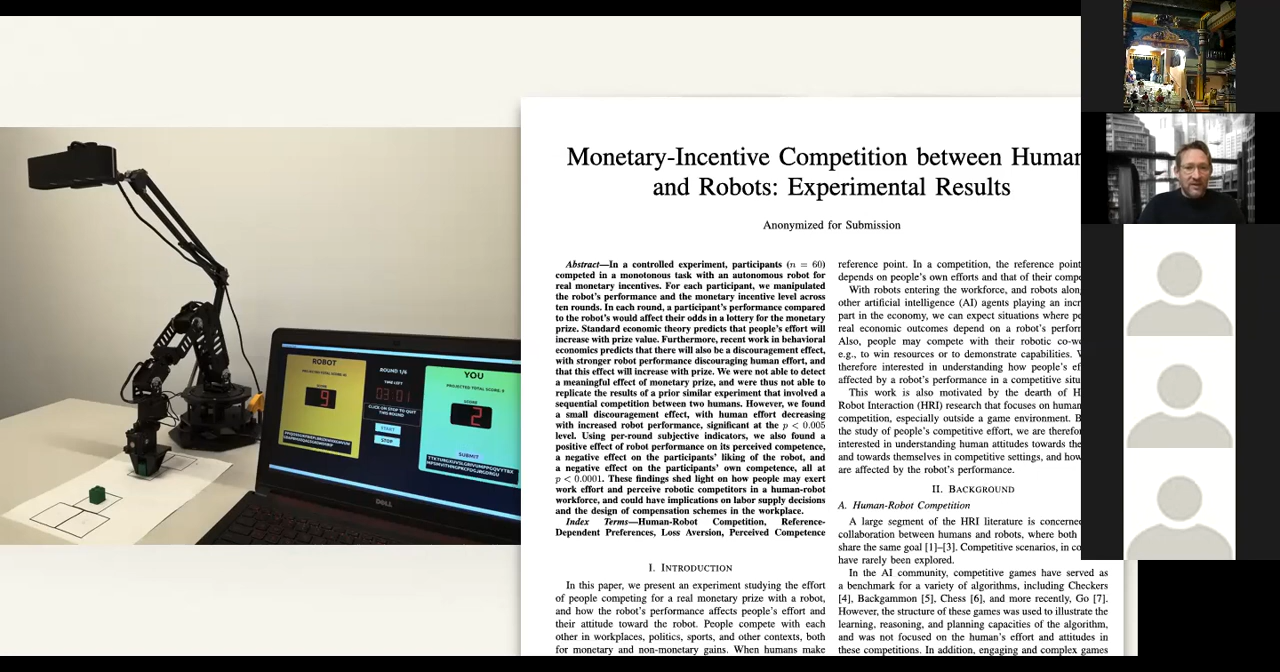 Monetary-Incentive Competition between Human
and Robots: Experimental Results
Anonymized for Submission
Abstract—In a controlled experiment, participants (n = 60)
competed in a monotonous task with an autonomous robot for
real monetary incentives. For each participant, we manipulated
the robot's performance and the monetary incentive level across
ten rounds. In each round, a participant's performance compared
to the robot's would affect their odds in a lottery for the monetary
prize. Standard economic theory predicts that people's effort will
increase with prize value. Furthermore, recent work in behavioral
economics predicts that there will also be a discouragement effect,
with stronger robot performance discouraging human effort, and
that this effect will increase with prize. We were not able to detect
a meaningful effect of monetary prize, and were thus not able to
replicate the results of a prior similar experiment that involved a
sequential competition between two humans. However, we found
a small discouragement effect, with human effort decreasing
with increased robot performance, significant at the p < 0.005
level. Using per-round subjective indicators, we also found a
positive effect of robot performance on its perceived competence,
a negative effect on the participants' liking of the robot, and
a negative effect on the participants' own competence, all at
p < 0.0001. These findings shed light on how people may exert
work effort and perceive robotic competitors in a human-robot
workforce, and could have implications on labor supply decisions
and the design of compensation schemes in the workplace.
Index Terms—Human-Robot Competition, Reference-
Dependent Preferences, Loss Aversion, Perceived Competence
I. INTRODUCTION
In this paper, we present an experiment studying the effort
of people competing for a real monetary prize with a robot,
and how the robot's performance affects people's effort and
their attitude toward the robot. People compete with each
other in workplaces, politics, sports, and other contexts, both
for monetary and non-monetary gains. When humans make
reference point. In a competition, the reference point
depends on people's own efforts and that of their compe
With robots entering the workforce, and robots along
other artificial intelligence (AI) agents playing an incr
part in the economy, we can expect situations where pe
real economic outcomes depend on a robot's perform
Also, people may compete with their robotic co-wo
e.g., to win resources or to demonstrate capabilities. W
therefore interested in understanding how people's ef
affected by a robot's performance in a competitive situ
This work is also motivated by the dearth of H
Robot Interaction (HRI) research that focuses on human
competition, especially outside a game environment. B
the study of people's competitive effort, we are therefo
interested in understanding human attitudes towards the
and towards themselves in competitive settings, and how
are affected by the robot's performance.
II. BACKGROUND
A. Human-Robot Competition
A large segment of the HRI literature is concerned
collaboration between humans and robots, where both
share the same goal [1]–[3]. Competitive scenarios, in co
have rarely been explored.
In the AI community, competitive games have served as
a benchmark for a variety of algorithms, including Checkers
[4], Backgammon [5], Chess [6], and more recently, Go [7].
However, the structure of these games was used to illustrate the
learning, reasoning, and planning capacities of the algorithm,
and was not focused on the human's effort and attitudes in
these competitions. In addition, engaging and complex games
ROBOT
SCORE
9
ROUND 1/5
TIME LEFT
03:01
CLICK ON STOP TO QUIT
THIS ROUND
START
STOP
YOU
SCORE
2
SUBMIT
DELL